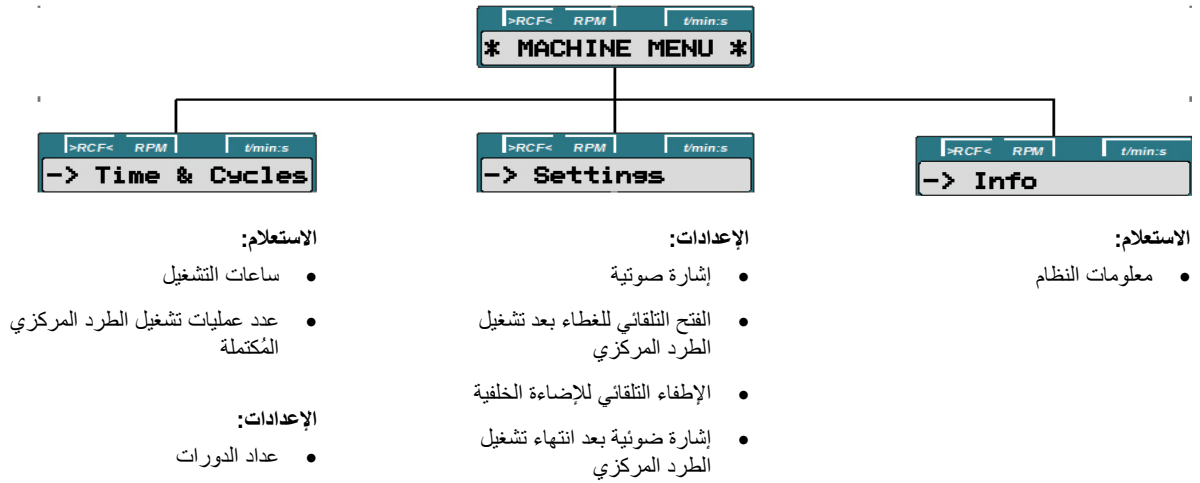 >RCF< RPM t/min:s
* MACHINE MENU *
>RCF< RPM t/min:s
-> Time & Cycles
>RCF< RPM t/min:s
-> Settings
>RCF< RPM t/min:s
-> Info
الاستعلام:
• ساعات التشغيل
• عدد عمليات تشغيل الطرد المركزي
المُكتملة
الإعدادات:
• عداد الدورات
الإعدادات:
• إشارة صوتية
• الفتح التلقائي للغطاء بعد تشغيل
الطرد المركزي
• الإطفاء التلقائي للإضاءة الخلفية
• إشارة ضوئية بعد انتهاء تشغيل
الطرد المركزي
الاستعلام:
• معلومات النظام